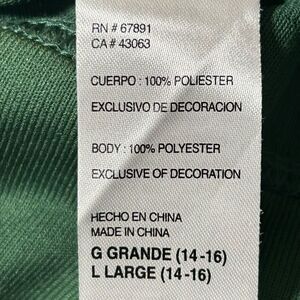 RN # 67891
CA # 43063
CUERPO : 100% POLIESTER
EXCLUSIVO DE DECORACION
BODY : 100% POLYESTER
EXCLUSIVE OF DECORATION
HECHO EN CHINA
MADE IN CHINA
G GRANDE (14-16)
L LARGE (14-16)